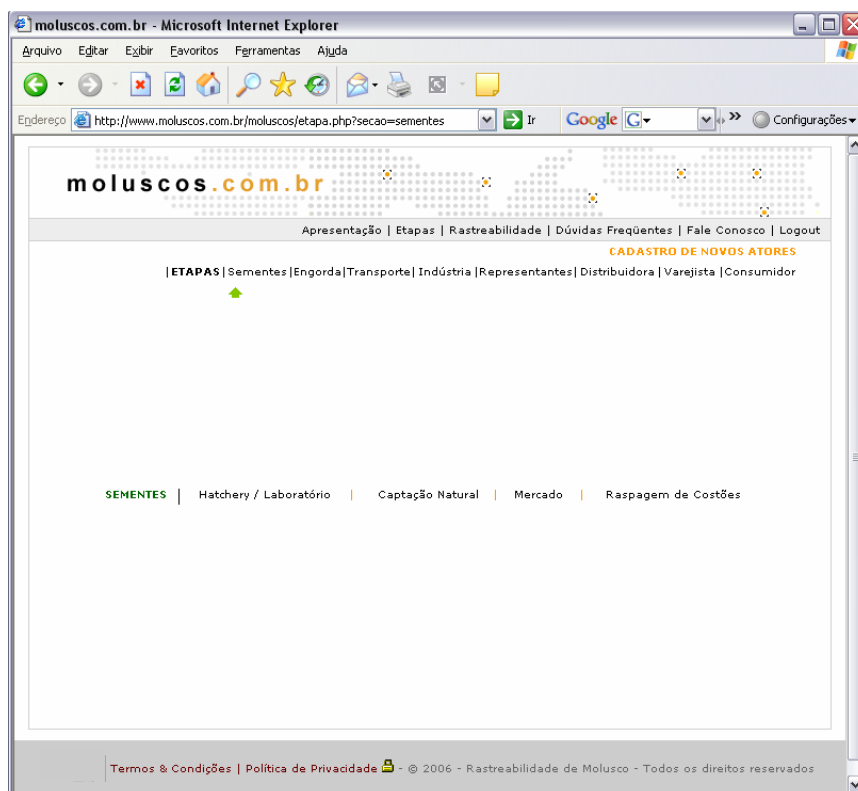 moluscos.com.br - Microsoft Internet Explorer
Arquivo Editar Exibir Favoritos Ferramentas Ajuda
Endereço http://www.moluscos.com.br/moluscos/etapa.php?secao=sementes Ir Google G Configurações
moluscos.com.br
Apresentação | Etapas | Rastreabilidade | Dúvidas Freqüentes | Fale Conosco | Logout
CADASTRO DE NOVOS ATORES
|ETAPAS|Sementes|Engorda|Transporte| Indústria |Representantes| Distribuidora | Varejista |Consumidor
SEMENTES | Hatchery / Laboratório | Captação Natural | Mercado | Raspagem de Costões
Termos & Condições | Política de Privacidade - © 2006 - Rastreabilidade de Molusco - Todos os direitos reservados